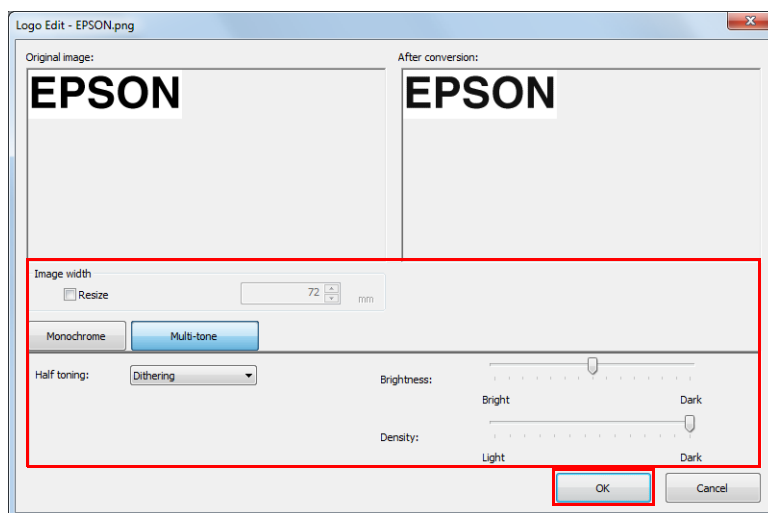 Logo Edit - EPSON.png
Original image:
After conversion:
EPSON
EPSON
Image width
Resize
72
mm
Monochrome
Multi-tone
Half toning:
Dithering
Brightness:
Bright
Dark
Density:
Light
Dark
OK
Cancel